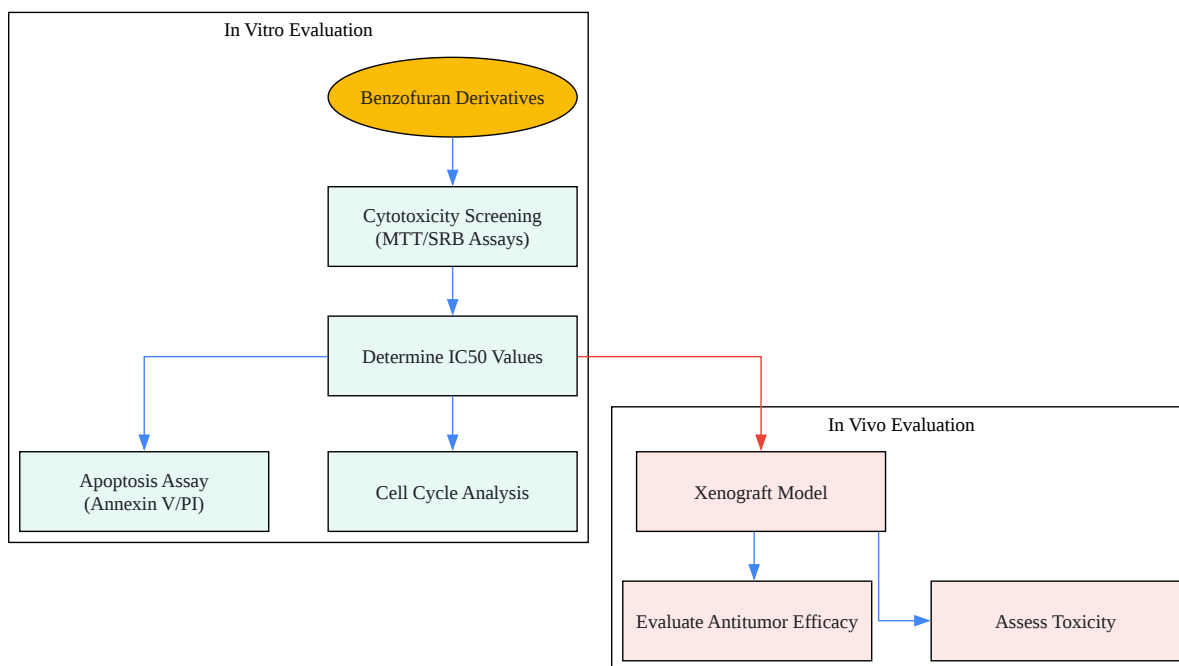 In Vitro Evaluation
Benzofuran Derivatives
Cytotoxicity Screening
(MTT/SRB Assays)
Determine IC50 Values
Apoptosis Assay
(Annexin V/PI)
Cell Cycle Analysis
In Vivo Evaluation
Xenograft Model
Evaluate Antitumor Efficacy
Assess Toxicity